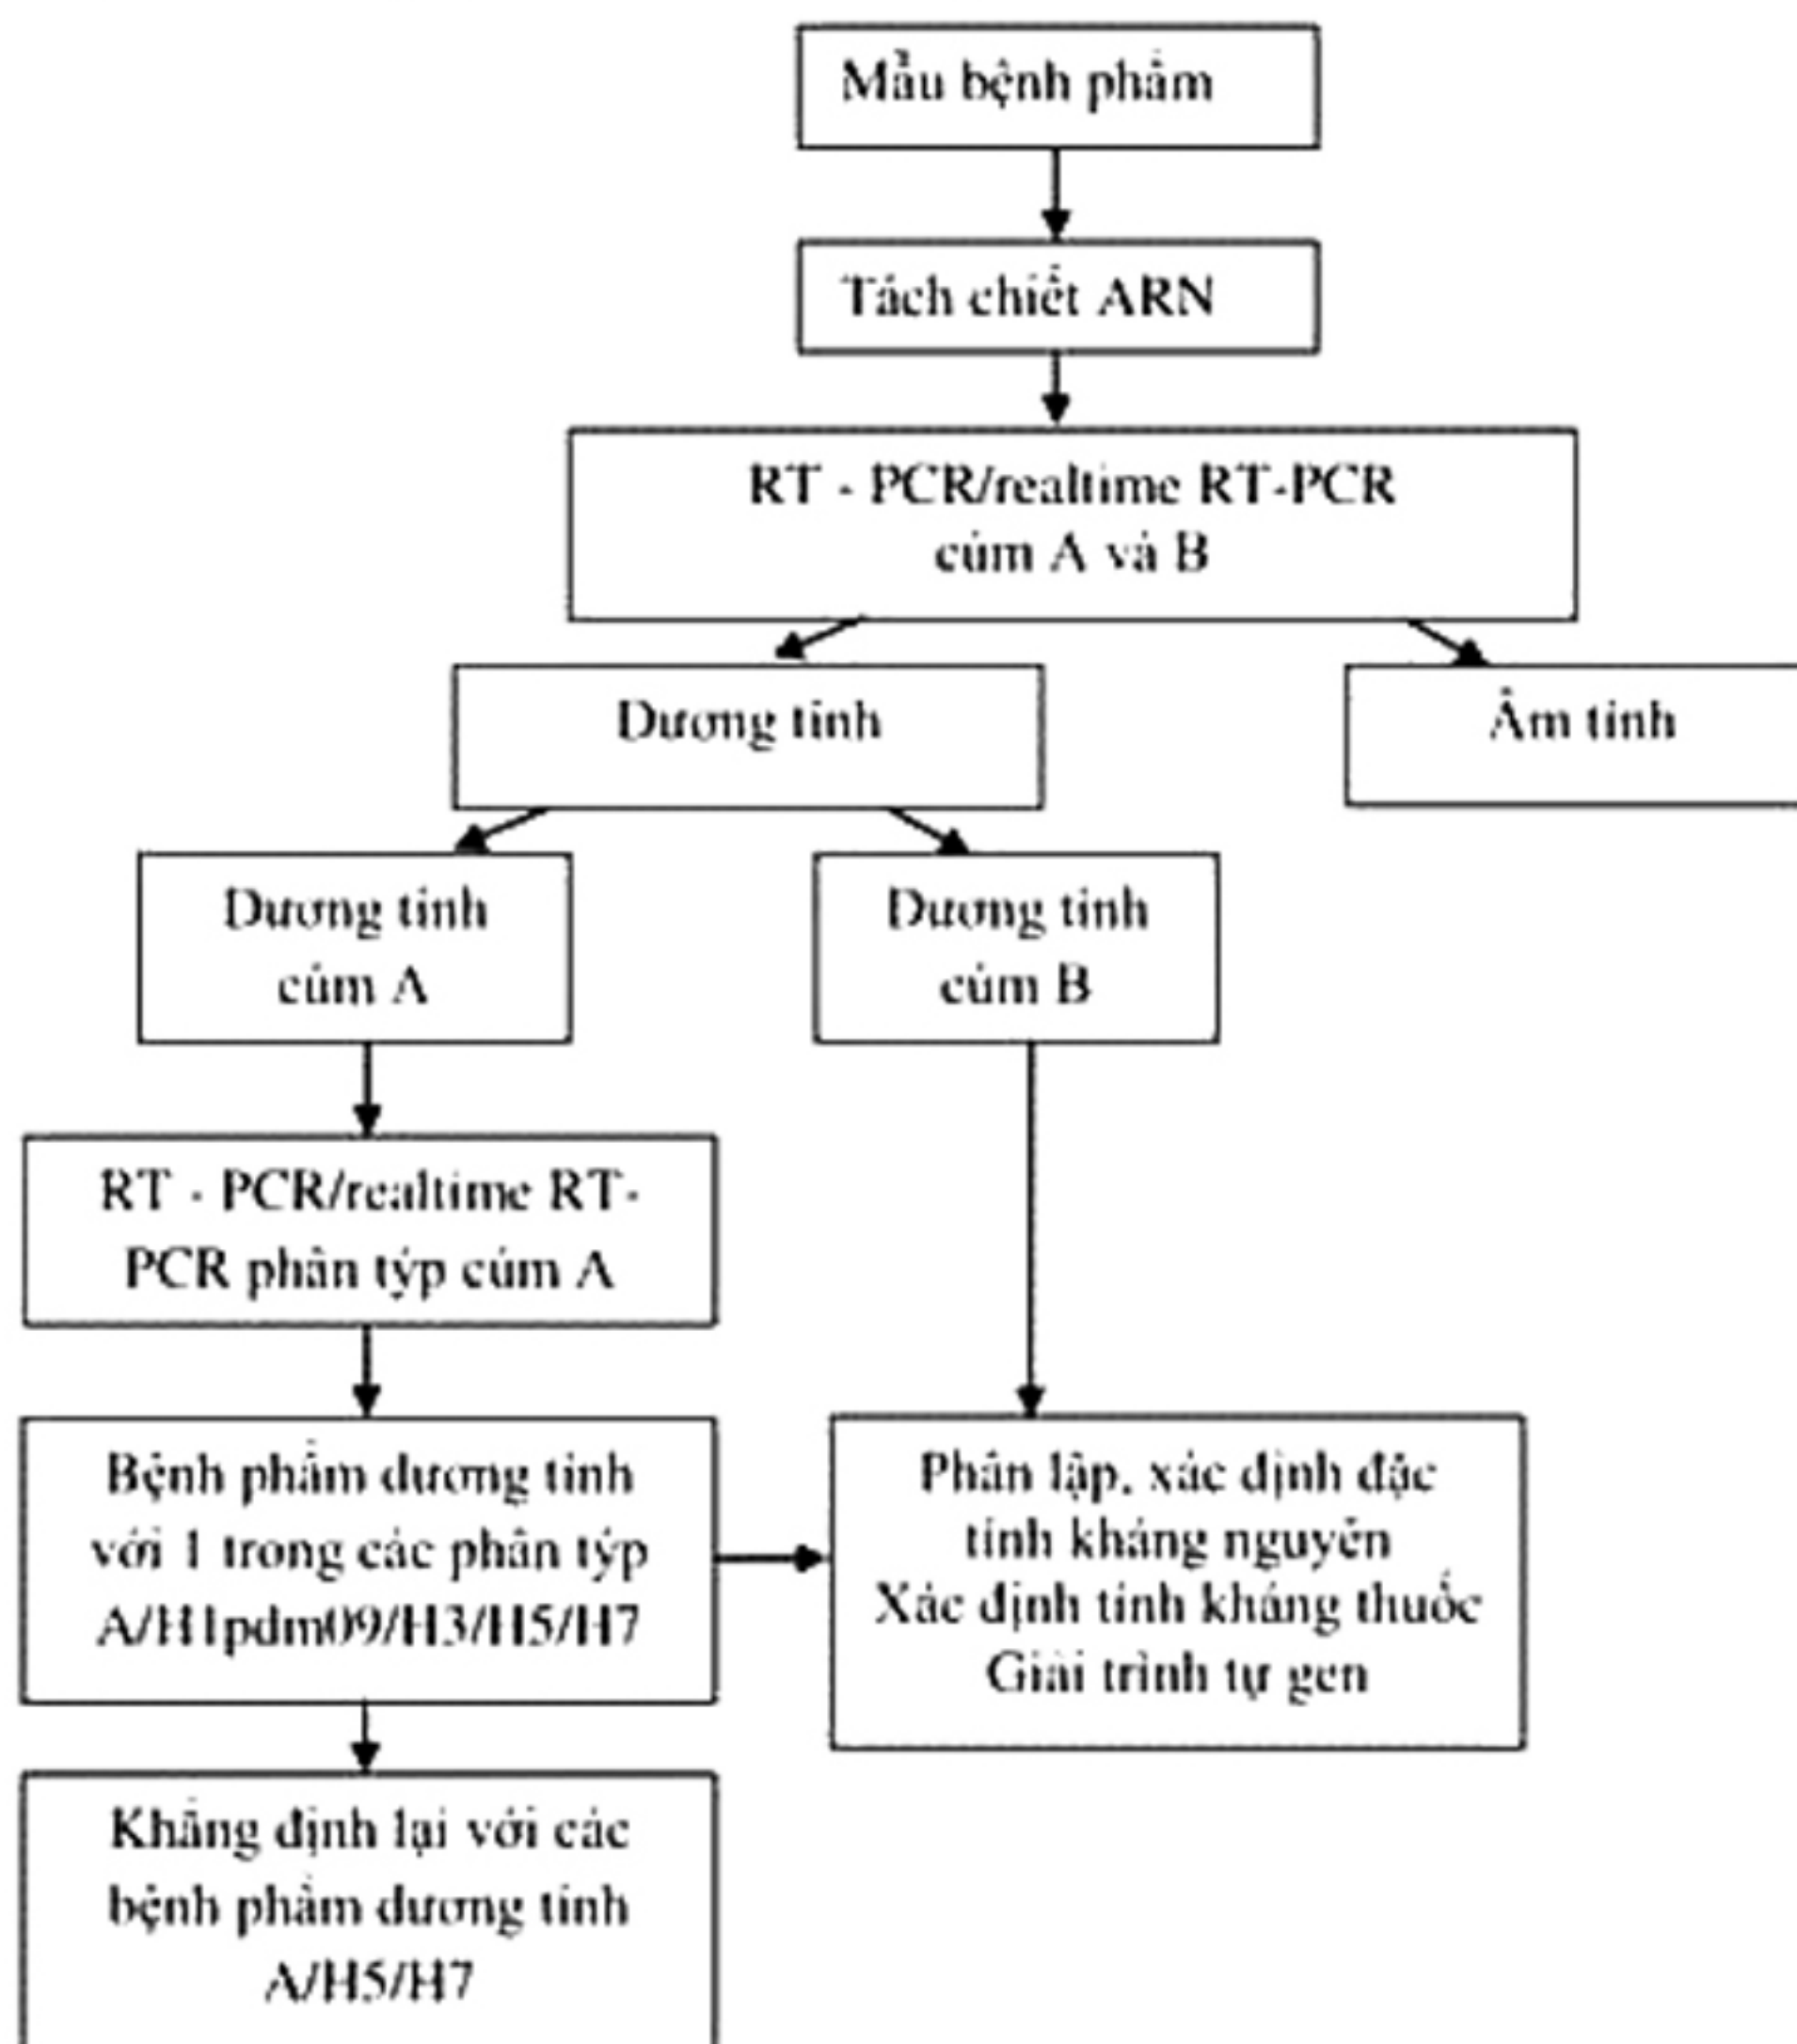 Mẫu bệnh phẩm
Tách chiết ARN
RT - PCR/realtime RT-PCR
cúm A và B
Dương tính
Âm tính
Dương tính
cúm A
Dương tính
cúm B
RT - PCR/realtime RT-
PCR phân týp cúm A
Bệnh phẩm dương tính
với 1 trong các phân týp
A/H1pdm09/H3/H5/H7
Phân lập, xác định đặc
tính kháng nguyên
Xác định tính kháng thuốc
Giải trình tự gen
Khẳng định lại với các
bệnh phẩm dương tính
A/H5/H7